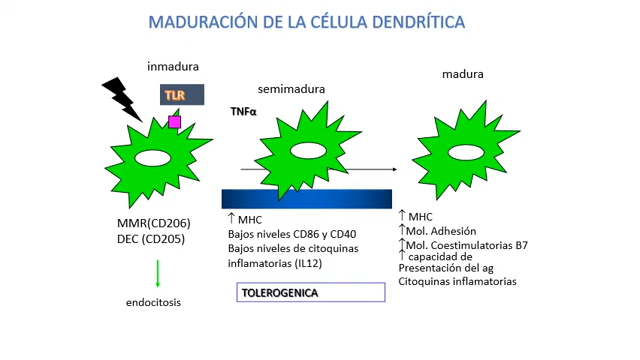 MADURACIÓN DE LA CÉLULA DENDRÍTICA
inmadura
TLR
MMR(CD206)
DEC (CD205)
endocitosis
semimadura
TNFα
↑ MHC
Bajos niveles CD86 y CD40
Bajos niveles de citoquinas
inflamatorias (IL12)
TOLEROGENICA
madura
↑ MHC
↑Mol. Adhesión
↑Mol. Coestimulatorias B7
↑ capacidad de
Presentación del ag
Citoquinas inflamatorias